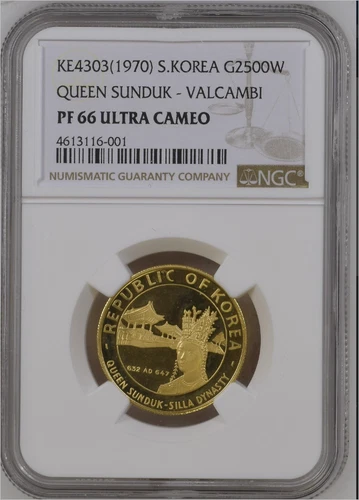 KE4303(1970) S.KOREA G2500W
QUEEN SUNDUK - VALCAMBI
PF 66 ULTRA CAMEO
4613116-001
NUMISMATIC GUARANTY COMPANY
NGC
- REPUBLIC OF KOREA -
632 AD 647
QUEEN SUNDUK-SILLA DYNASTY